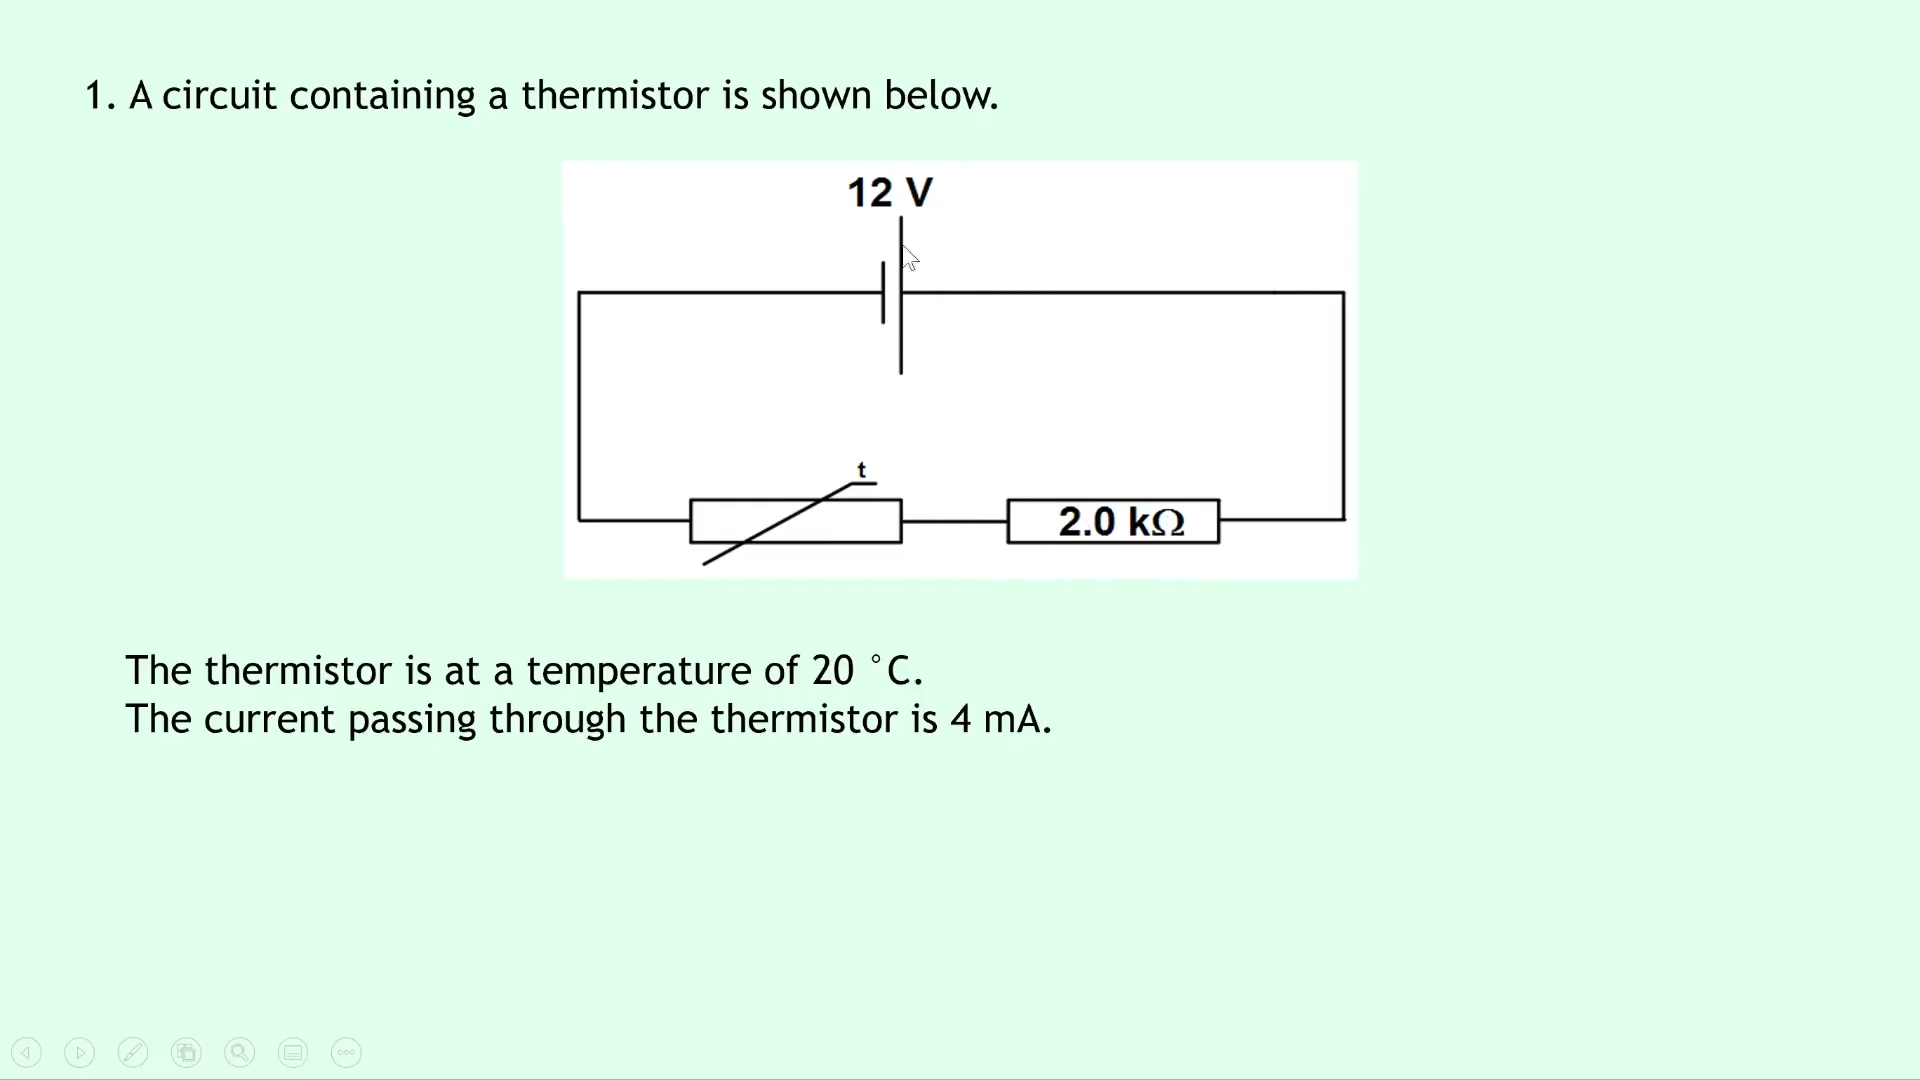 1. A circuit containing a thermistor is shown below.
12 V
t
2.0 kΩ
The thermistor is at a temperature of 20 °C.
The current passing through the thermistor is 4 mA.